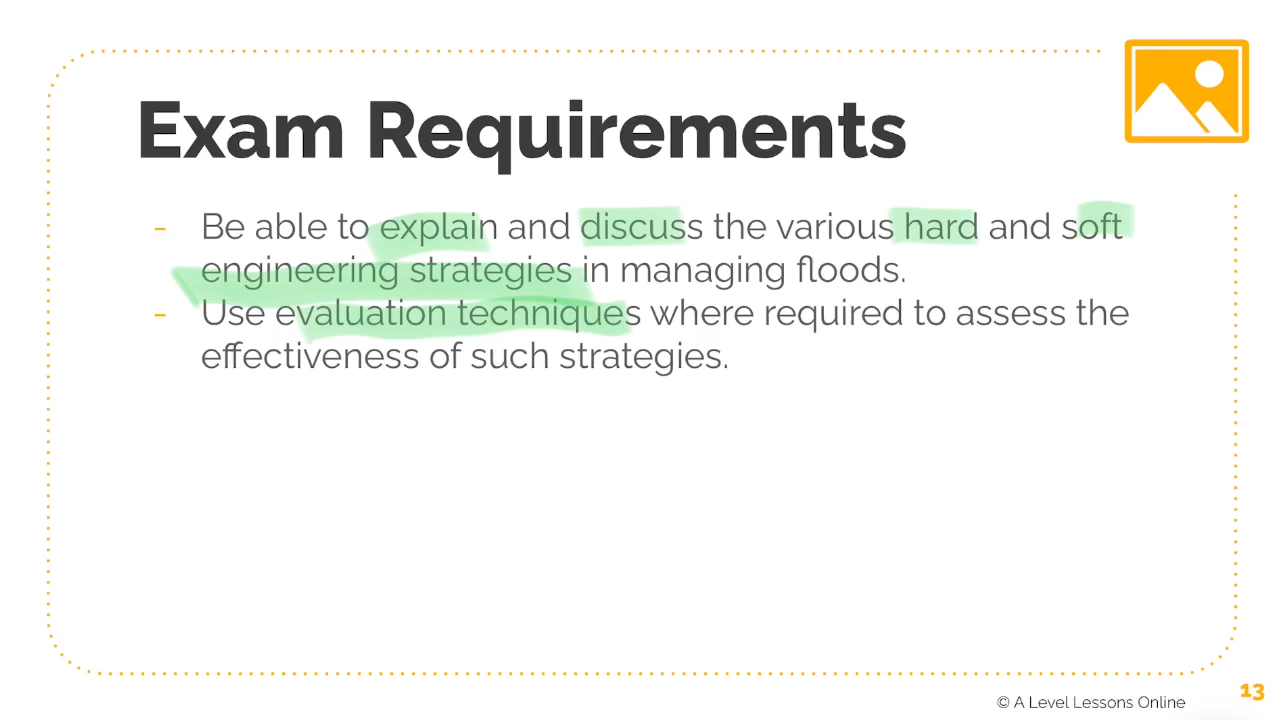 Exam Requirements
- Be able to explain and discuss the various hard and soft
engineering strategies in managing floods.
- Use evaluation techniques where required to assess the
effectiveness of such strategies.
© A Level Lessons Online
13